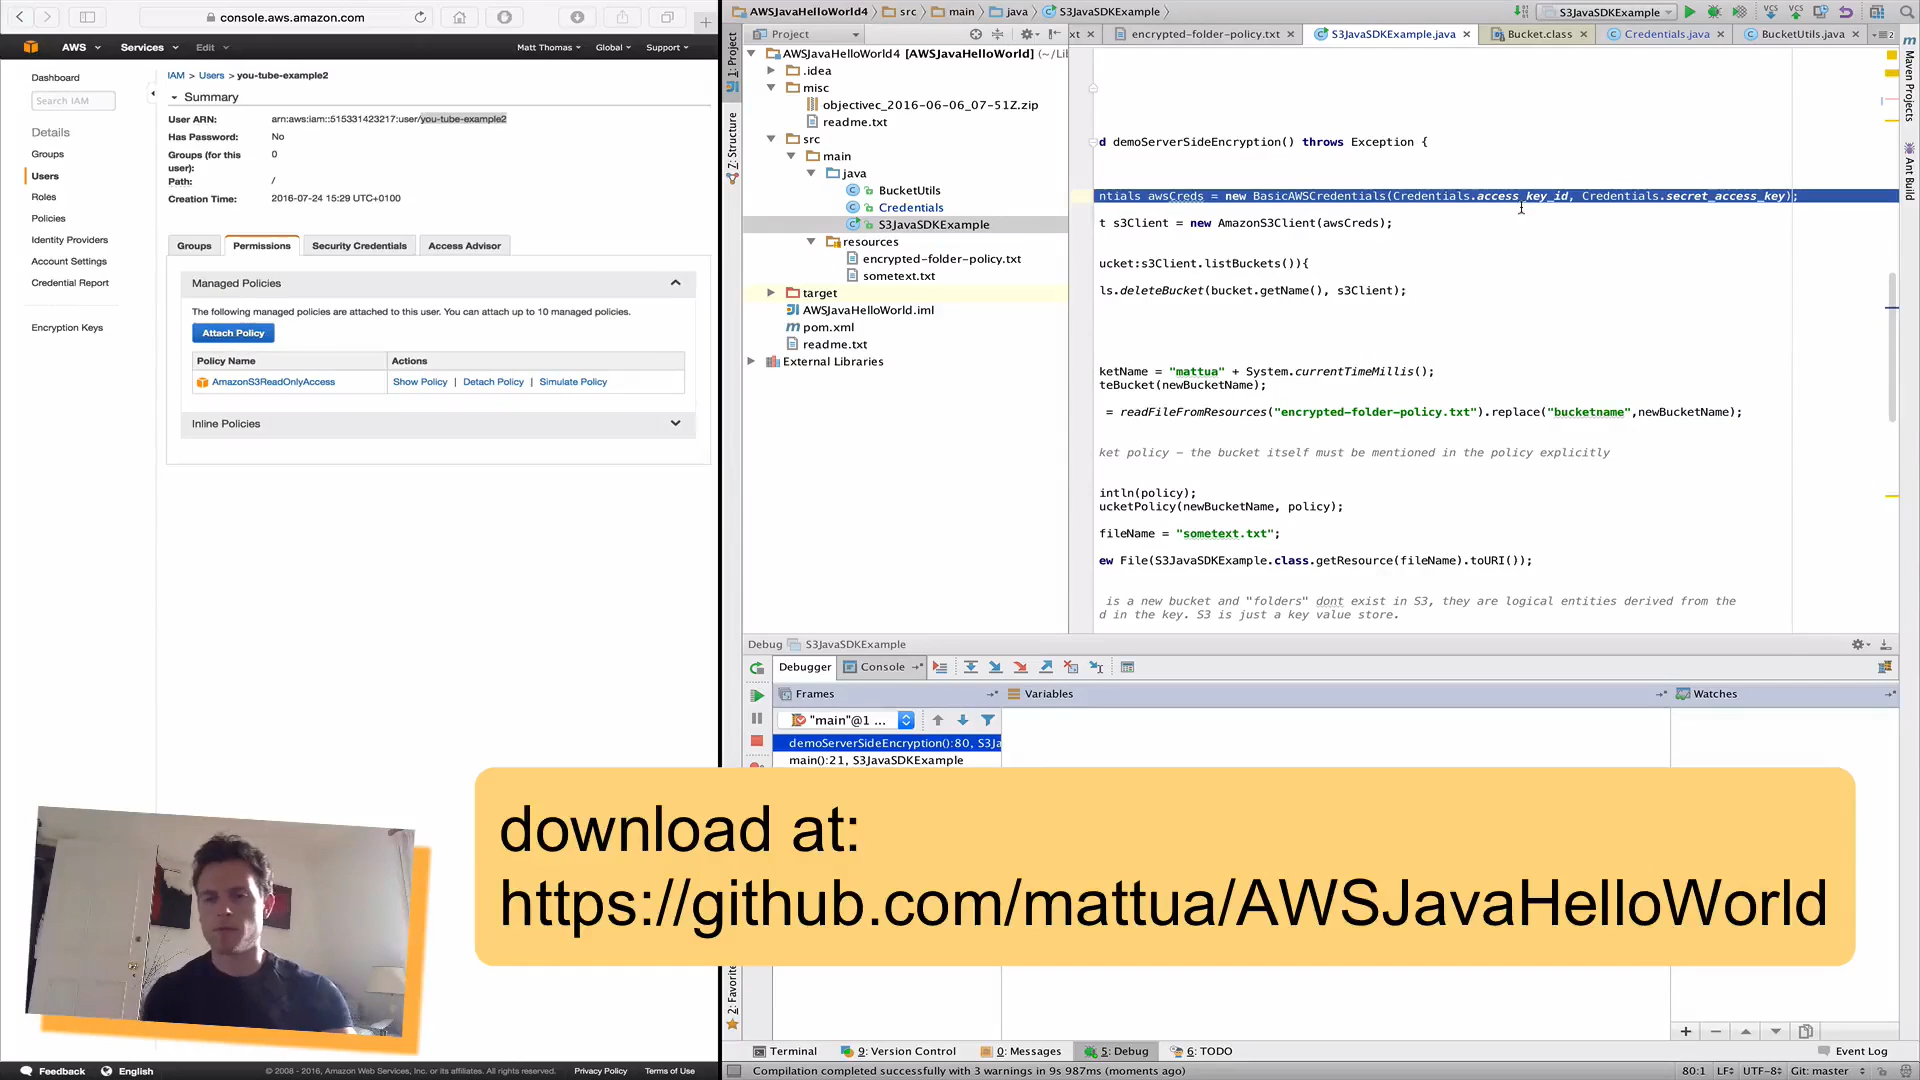 console.aws.amazon.com
AWS Services Edit Matt Thomas Global Support
Dashboard
Search IAM
Details
Groups
Users
Roles
Policies
Identity Providers
Account Settings
Credential Report
Encryption Keys
IAM > Users > you-tube-example2
Summary
User ARN: arn:aws:iam::515331423217:user/you-tube-example2
Has Password: No
Groups (for this user): 0
Path: /
Creation Time: 2016-07-24 15:29 UTC+0100
Groups Permissions Security Credentials Access Advisor
Managed Policies
The following managed policies are attached to this user. You can attach up to 10 managed policies.
Attach Policy
Policy Name Actions
AmazonS3ReadOnlyAccess Show Policy | Detach Policy | Simulate Policy
Inline Policies
Feedback English © 2008 - 2016, Amazon Web Services, Inc. or its affiliates. All rights reserved. Privacy Policy Terms of Use
AWSJavaHelloWorld4 src main java S3JavaSDKExample
S3JavaSDKExample
Project
xt encrypted-folder-policy.txt S3JavaSDKExample.java Bucket.class Credentials.java BucketUtils.java
1: Project
7: Structure
2: Favorite
Maven Projects
Ant Build
AWSJavaHelloWorld4 [AWSJavaHelloWorld] (~/Li
.idea
misc
objectivec_2016-06-06_07-51Z.zip
readme.txt
src
main
java
BucketUtils
Credentials
S3JavaSDKExample
resources
encrypted-folder-policy.txt
sometext.txt
target
AWSJavaHelloWorld.iml
pom.xml
readme.txt
External Libraries
d demoServerSideEncryption() throws Exception {
ntials awsCreds = new BasicAWSCredentials(Credentials.access_key_id, Credentials.secret_access_key);
t s3Client = new AmazonS3Client(awsCreds);
ucket:s3Client.listBuckets()){
ls.deleteBucket(bucket.getName(), s3Client);
ketName = "mattua" + System.currentTimeMillis();
teBucket(newBucketName);
= readFileFromResources("encrypted-folder-policy.txt").replace("bucketname",newBucketName);
ket policy - the bucket itself must be mentioned in the policy explicitly
intln(policy);
ucketPolicy(newBucketName, policy);
fileName = "sometext.txt";
ew File(S3JavaSDKExample.class.getResource(fileName).toURI());
is a new bucket and "folders" dont exist in S3, they are logical entities derived from the
d in the key. S3 is just a key value store.
Debug S3JavaSDKExample
Debugger Console
Frames Variables Watches
"main"@1 ...
demoServerSideEncryption():80, S3Ja
main():21, S3JavaSDKExample
download at:
https://github.com/mattua/AWSJavaHelloWorld
Terminal 9: Version Control 0: Messages 5: Debug 6: TODO Event Log
Compilation completed successfully with 3 warnings in 9s 987ms (moments ago) 80:1 LF UTF-8 Git: master